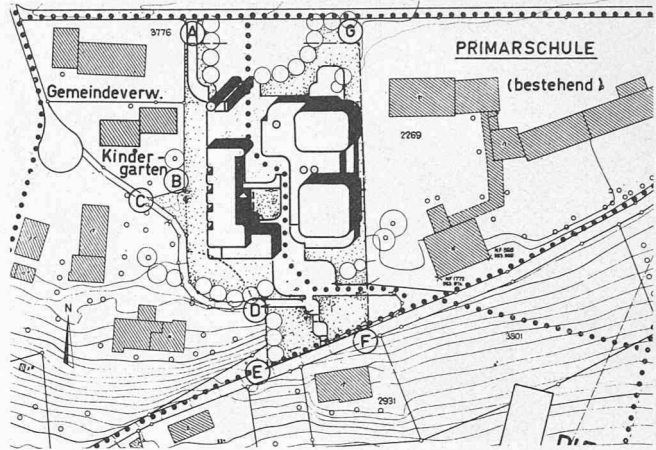 3776
A
G
PRIMARSCHULE
(bestehend)
Gemeindeverw.
2269
Kinder-
garten
B
C
N
D
F
E
3801
2931